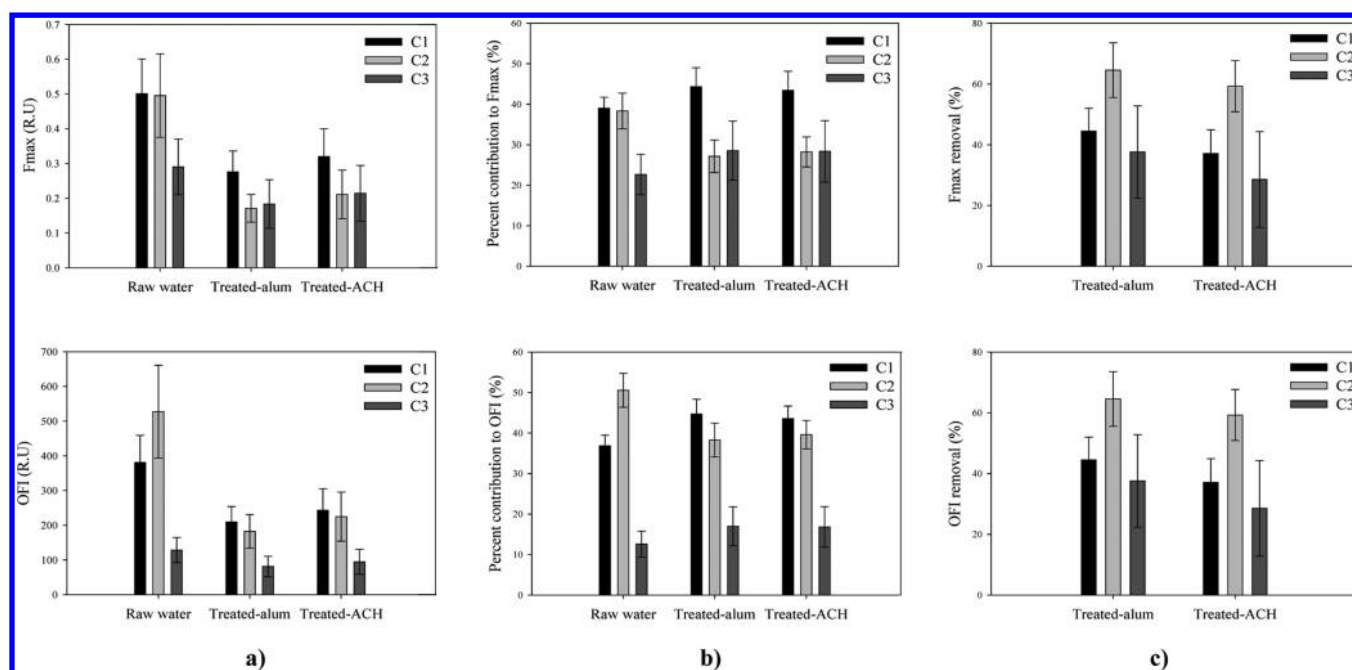 Fmax (R.U)
0.7
0.6
0.5
0.4
0.3
0.2
0.1
0.0
C1
C2
C3
Raw water Treated-alum Treated-ACH
Percent contribution to Fmax (%)
60
50
40
30
20
10
0
C1
C2
C3
Raw water Treated-alum Treated-ACH
Fmax removal (%)
80
60
40
20
0
C1
C2
C3
Treated-alum Treated-ACH
OFI (R.U)
700
600
500
400
300
200
100
0
C1
C2
C3
Raw water Treated-alum Treated-ACH
Percent contribution to OFI (%)
60
50
40
30
20
10
0
C1
C2
C3
Raw water Treated-alum Treated-ACH
OFI removal (%)
80
60
40
20
0
C1
C2
C3
Treated-alum Treated-ACH
a) b) c)